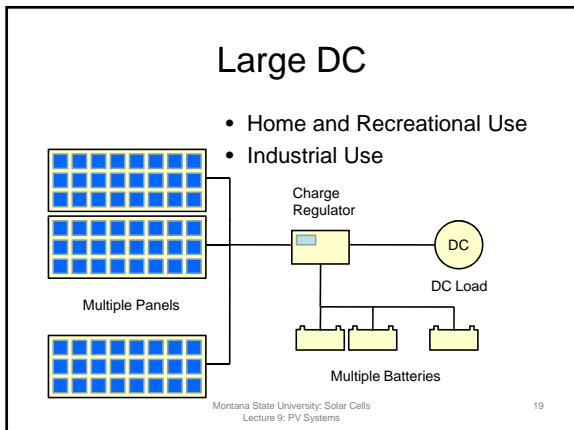 Large DC
• Home and Recreational Use
• Industrial Use
Charge
Regulator
DC
DC Load
Multiple Panels
Multiple Batteries
Montana State University: Solar Cells
Lecture 9: PV Systems
19